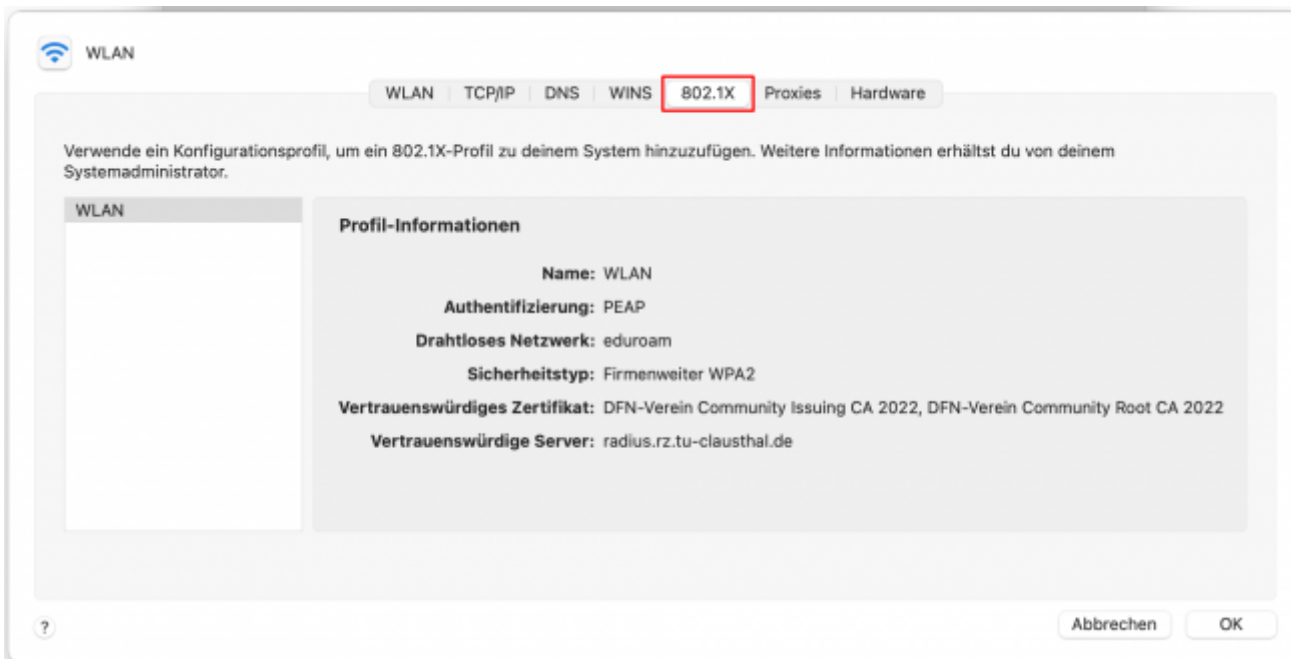 WLAN
WLAN TCP/IP DNS WINS 802.1X Proxies Hardware
Verwende ein Konfigurationsprofil, um ein 802.1X-Profil zu deinem System hinzuzufügen. Weitere Informationen erhältst du von deinem
Systemadministrator.
WLAN
Profil-Informationen
Name: WLAN
Authentifizierung: PEAP
Drahtloses Netzwerk: eduroam
Sicherheitstyp: Firmenweiter WPA2
Vertrauenswürdiges Zertifikat: DFN-Verein Community Issuing CA 2022, DFN-Verein Community Root CA 2022
Vertrauenswürdige Server: radius.rz.tu-clausthal.de
?
Abbrechen OK